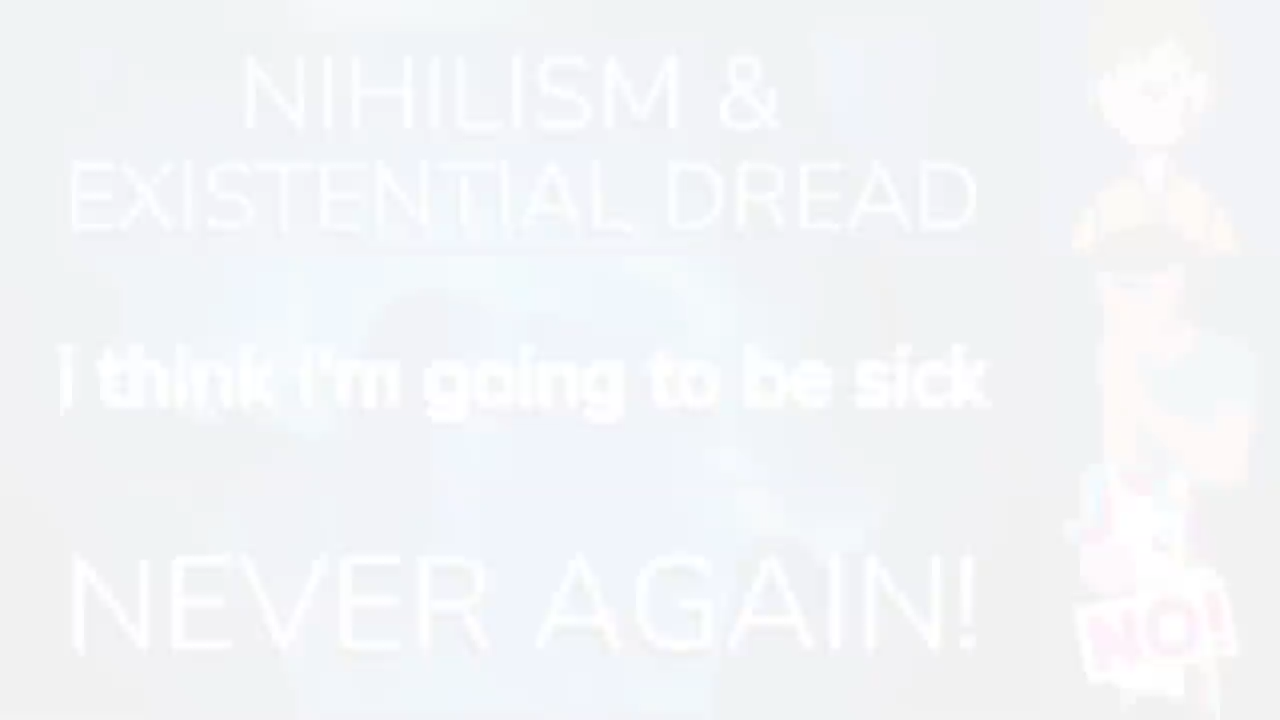 NIHILISM &
EXISTENTIAL DREAD
i think i'm going to be sick
NEVER AGAIN!
NO!